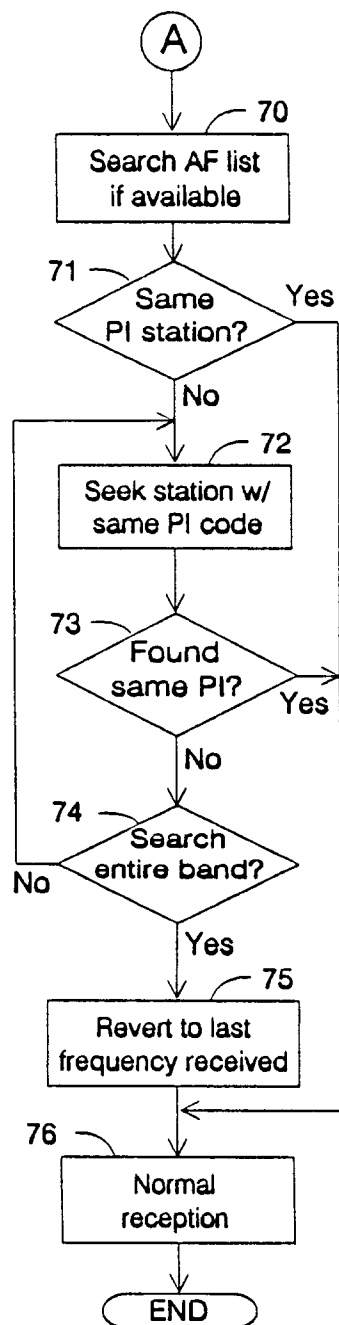 A
70
Search AF list
if available
71
Same
PI station?
Yes
No
72
Seek station w/
same PI code
73
Found
same PI?
Yes
No
74
Search
entire band?
No
Yes
75
Revert to last
frequency received
76
Normal
reception
END